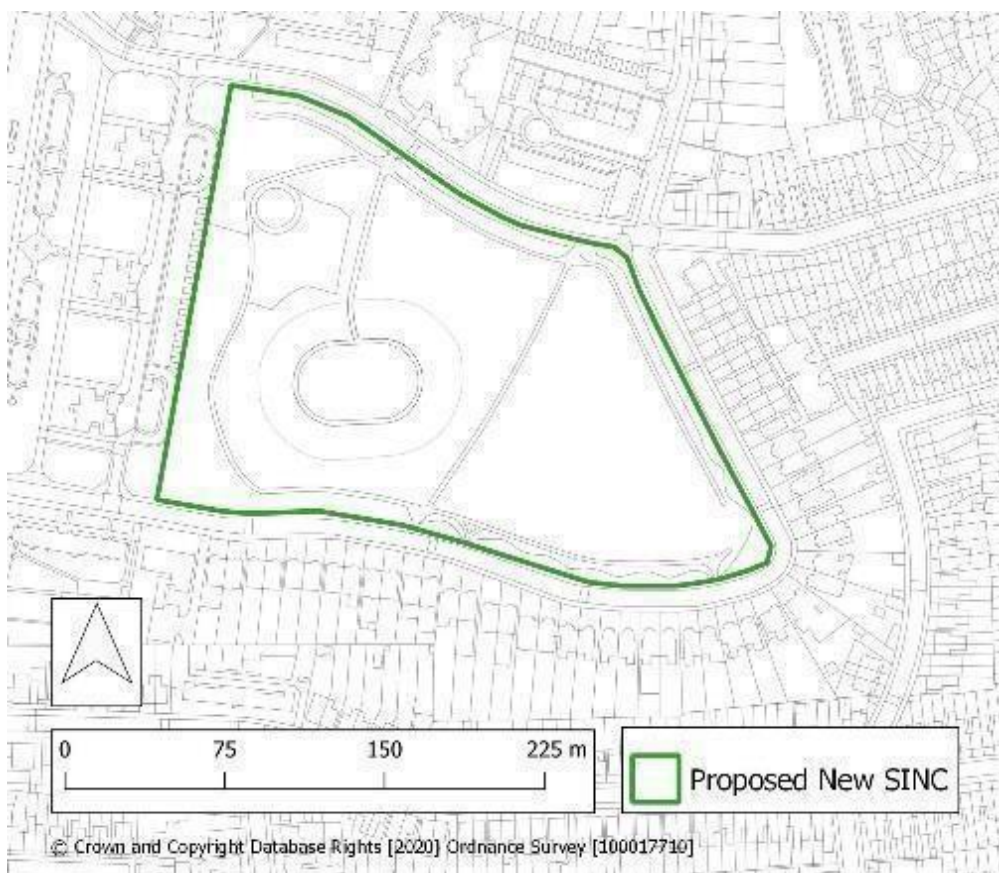 0 75 150 225 m
Proposed New SINC
© Crown and Copyright Database Rights [2020] Ordnance Survey [100017710]